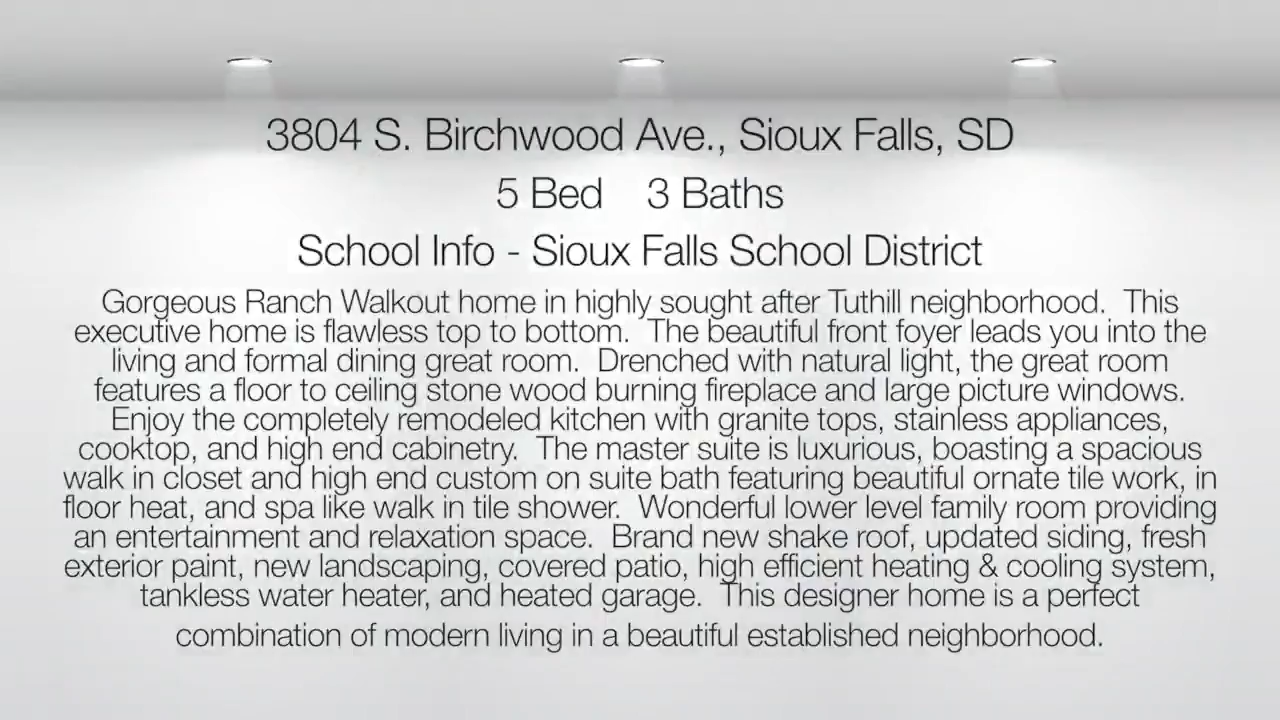 3804 S. Birchwood Ave., Sioux Falls, SD
5 Bed 3 Baths
School Info - Sioux Falls School District
Gorgeous Ranch Walkout home in highly sought after Tuthill neighborhood. This
executive home is flawless top to bottom. The beautiful front foyer leads you into the
living and formal dining great room. Drenched with natural light, the great room
features a floor to ceiling stone wood burning fireplace and large picture windows.
Enjoy the completely remodeled kitchen with granite tops, stainless appliances,
cooktop, and high end cabinetry. The master suite is luxurious, boasting a spacious
walk in closet and high end custom on suite bath featuring beautiful ornate tile work, in
floor heat, and spa like walk in tile shower. Wonderful lower level family room providing
an entertainment and relaxation space. Brand new shake roof, updated siding, fresh
exterior paint, new landscaping, covered patio, high efficient heating & cooling system,
tankless water heater, and heated garage. This designer home is a perfect
combination of modern living in a beautiful established neighborhood.